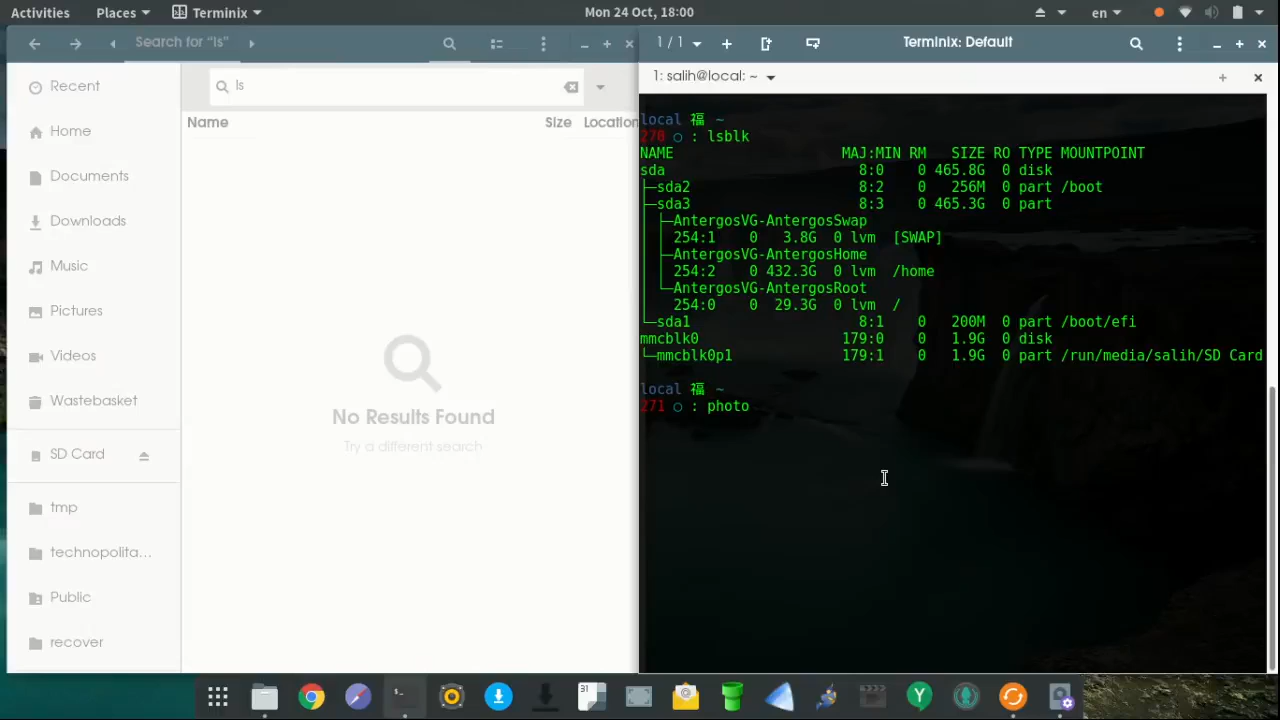 Activities Places Terminix Mon 24 Oct, 18:00 en
Search for “ls” 1 / 1 Terminix: Default
1: salih@local: ~
ls
Name Size Location
Recent
Home
Documents
Downloads
Music
Pictures
Videos
Wastebasket
SD Card
tmp
technopolita...
Public
recover
No Results Found
Try a different search
local 福 ~
270 ○ : lsblk
NAME MAJ:MIN RM SIZE RO TYPE MOUNTPOINT
sda 8:0 0 465.8G 0 disk
├─sda2 8:2 0 256M 0 part /boot
├─sda3 8:3 0 465.3G 0 part
│ ├─AntergosVG-AntergosSwap
│ │ 254:1 0 3.8G 0 lvm [SWAP]
│ ├─AntergosVG-AntergosHome
│ │ 254:2 0 432.3G 0 lvm /home
│ └─AntergosVG-AntergosRoot
│ 254:0 0 29.3G 0 lvm /
└─sda1 8:1 0 200M 0 part /boot/efi
mmcblk0 179:0 0 1.9G 0 disk
└─mmcblk0p1 179:1 0 1.9G 0 part /run/media/salih/SD Card
local 福 ~
271 ○ : photo
31